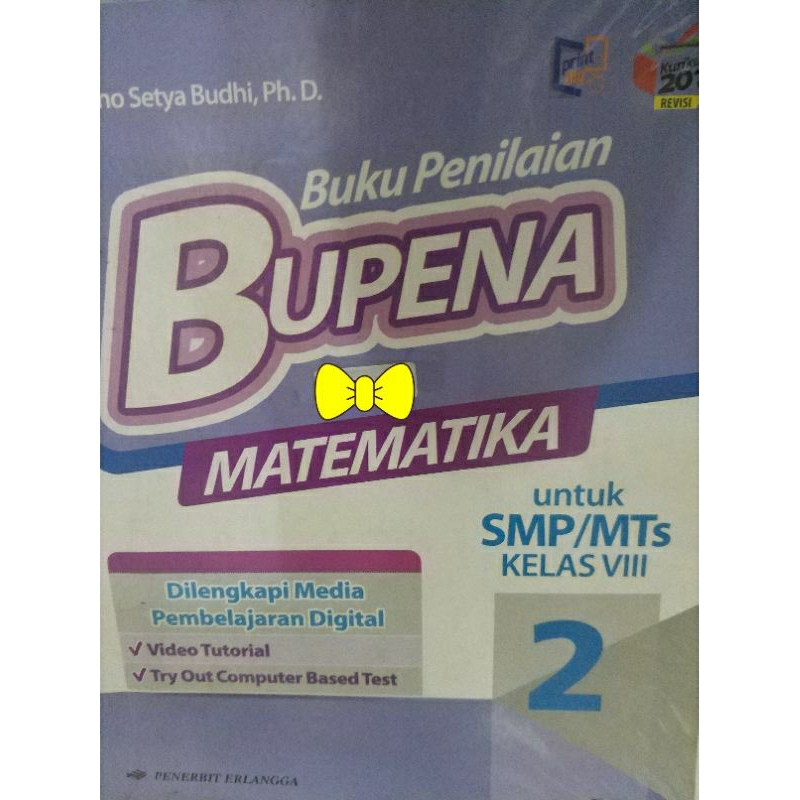 no Setya Budhi, Ph. D.
print
REVISI
Buku Penilaian
BUPENA
MATEMATIKA
untuk
SMP/MTs
KELAS VIII
2
Dilengkapi Media
Pembelajaran Digital
√ Video Tutorial
√ Try Out Computer Based Test
PENERBIT ERLANGGA